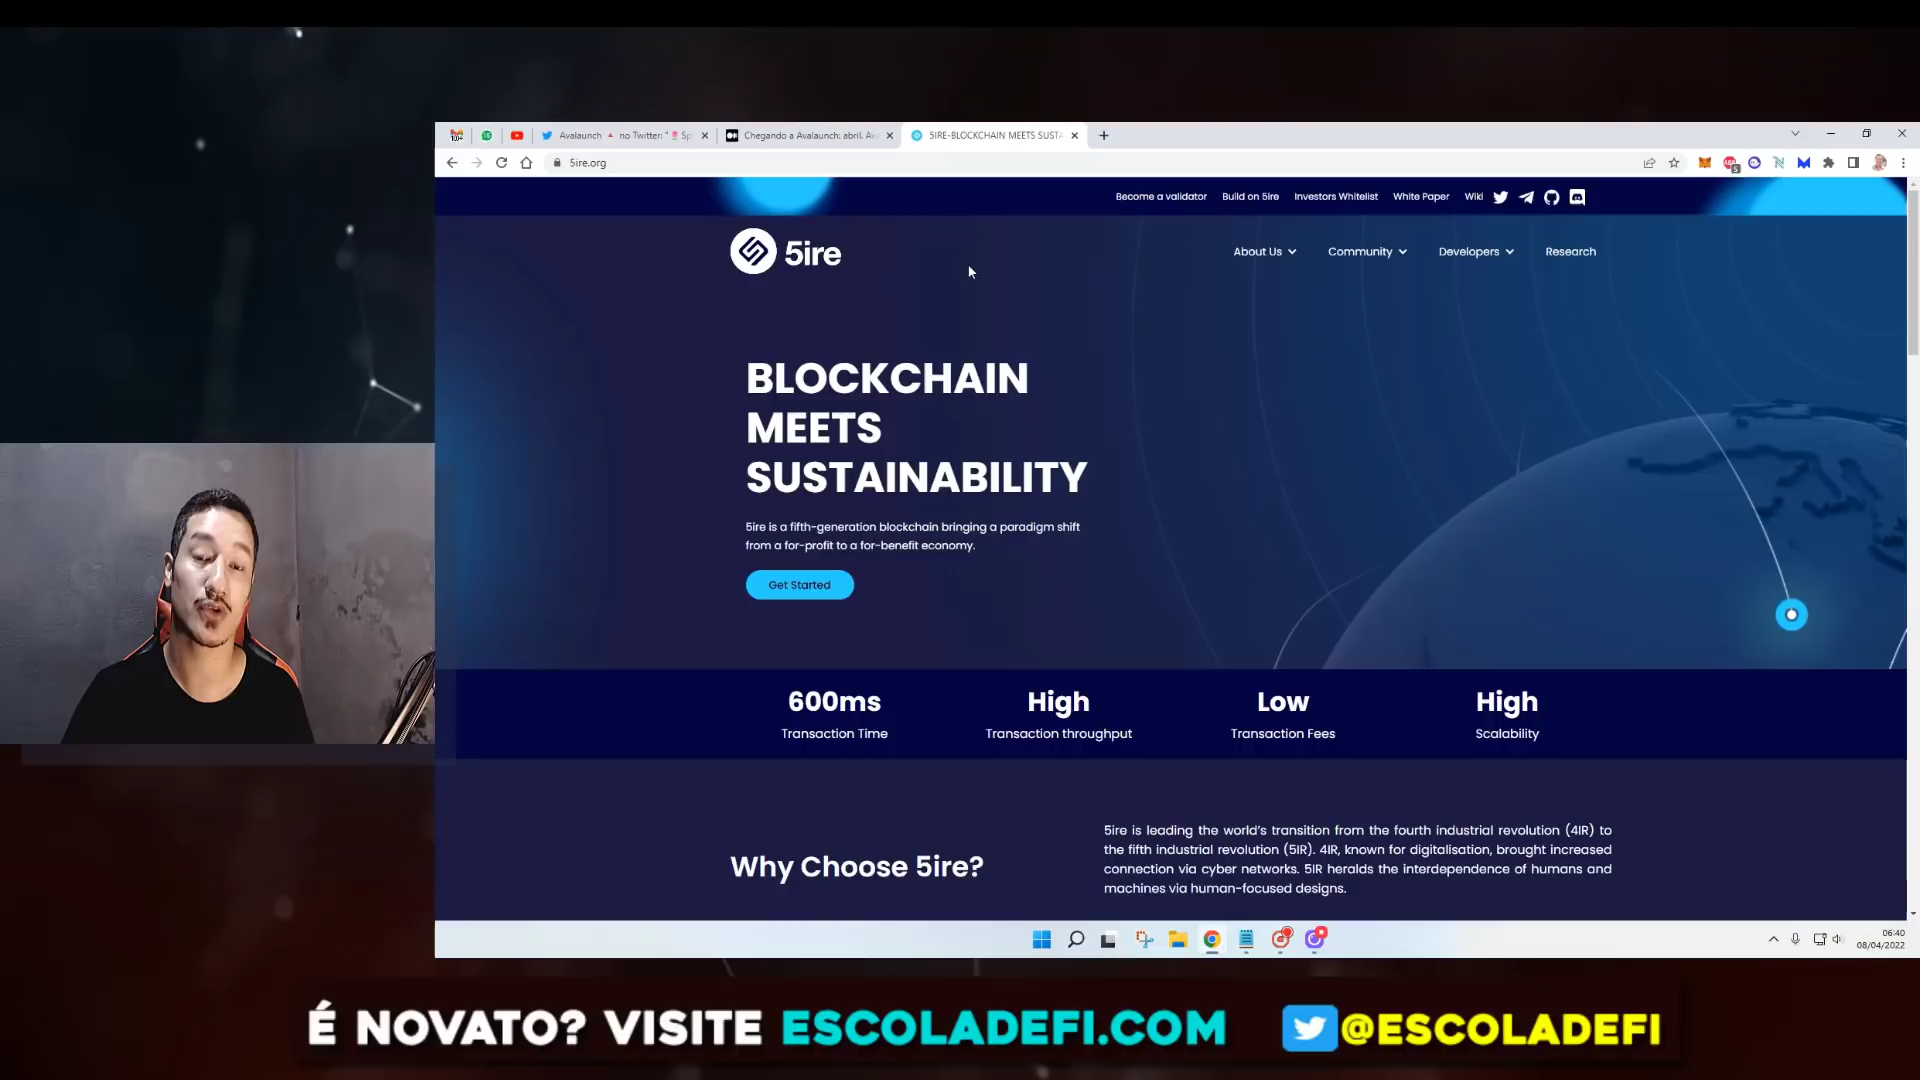 Avalaunch 🔺 no Twitter: "
Chegando a Avalaunch: abril.
5IRE-BLOCKCHAIN MEETS SUSTA
5ire.org
Become a validator
Build on 5ire
Investors Whitelist
White Paper
Wiki
5ire
About Us
Community
Developers
Research
BLOCKCHAIN
MEETS
SUSTAINABILITY
5ire is a fifth-generation blockchain bringing a paradigm shift
from a for-profit to a for-benefit economy.
Get Started
600ms
Transaction Time
High
Transaction throughput
Low
Transaction Fees
High
Scalability
Why Choose 5ire?
5ire is leading the world's transition from the fourth industrial revolution (4IR) to
the fifth industrial revolution (5IR). 4IR, known for digitalisation, brought increased
connection via cyber networks. 5IR heralds the interdependence of humans and
machines via human-focused designs.
06:40
08/04/2022
É NOVATO? VISITE ESCOLADEFI.COM
@ESCOLADEFI